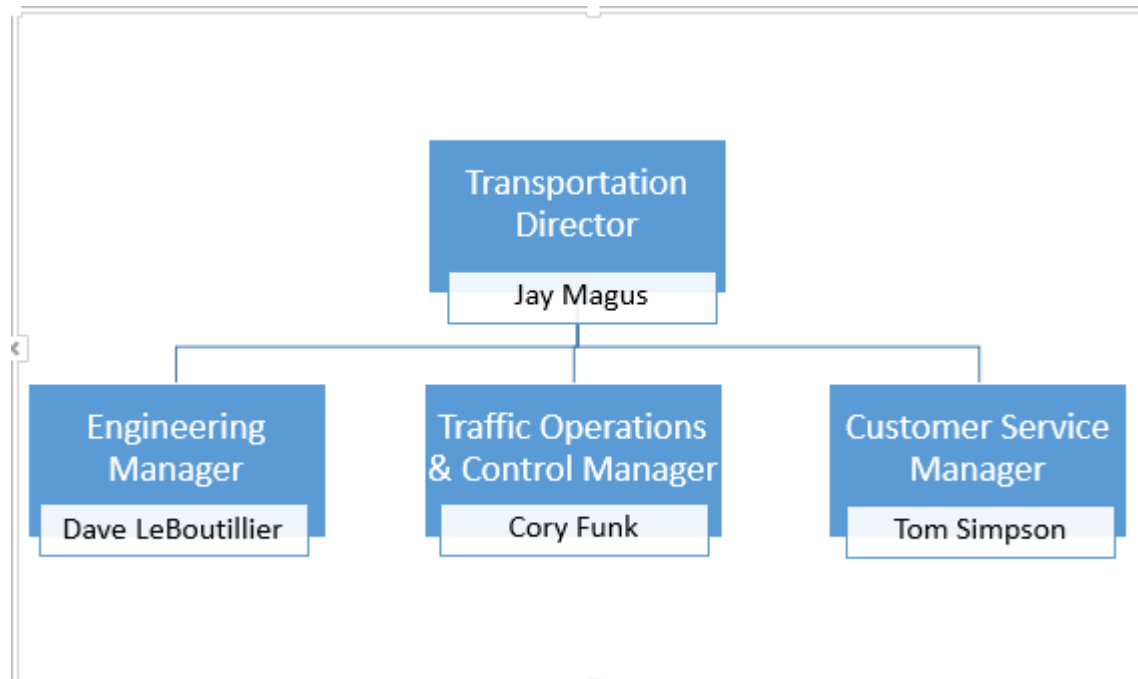 Transportation
Director
Jay Magus
Engineering
Manager
Dave LeBoutillier
Traffic Operations
& Control Manager
Cory Funk
Customer Service
Manager
Tom Simpson